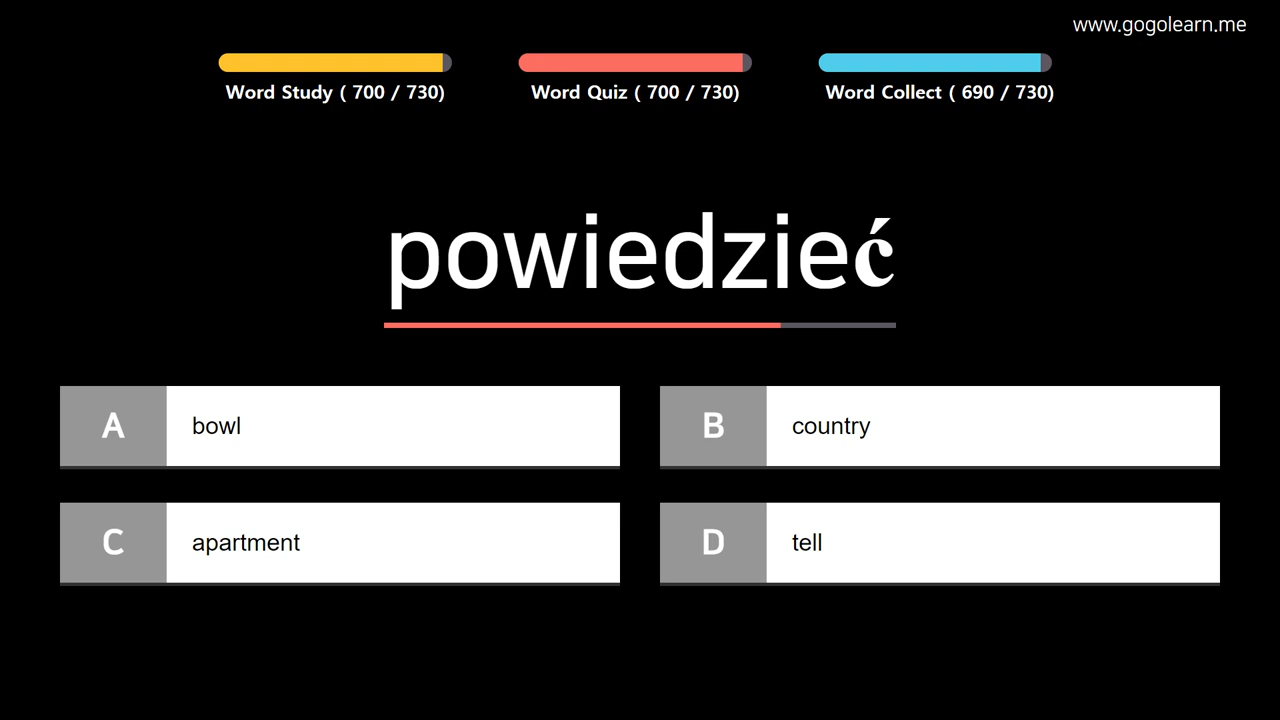 www.gogolearn.me
Word Study ( 700 / 730)
Word Quiz ( 700 / 730)
Word Collect ( 690 / 730)
powiedzieć
A bowl
B country
C apartment
D tell